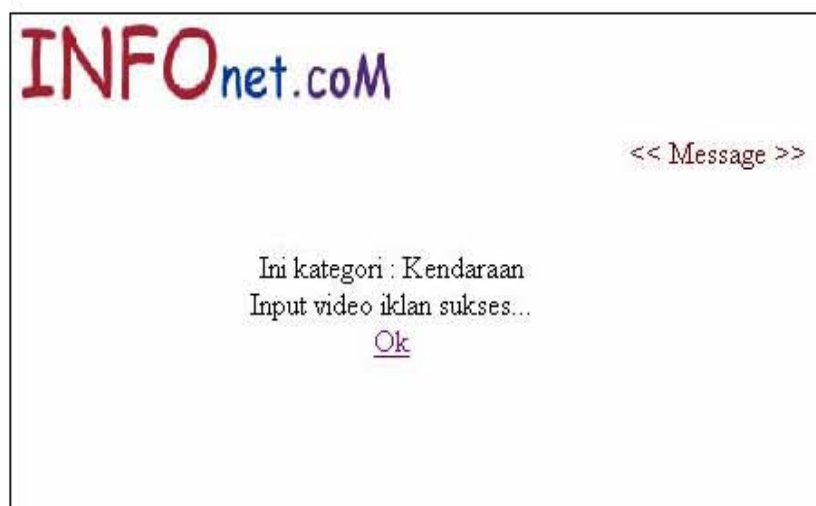 INFOnet.coM
<< Message >>
Ini kategori : Kendaraan
Input video iklan sukses...
Ok